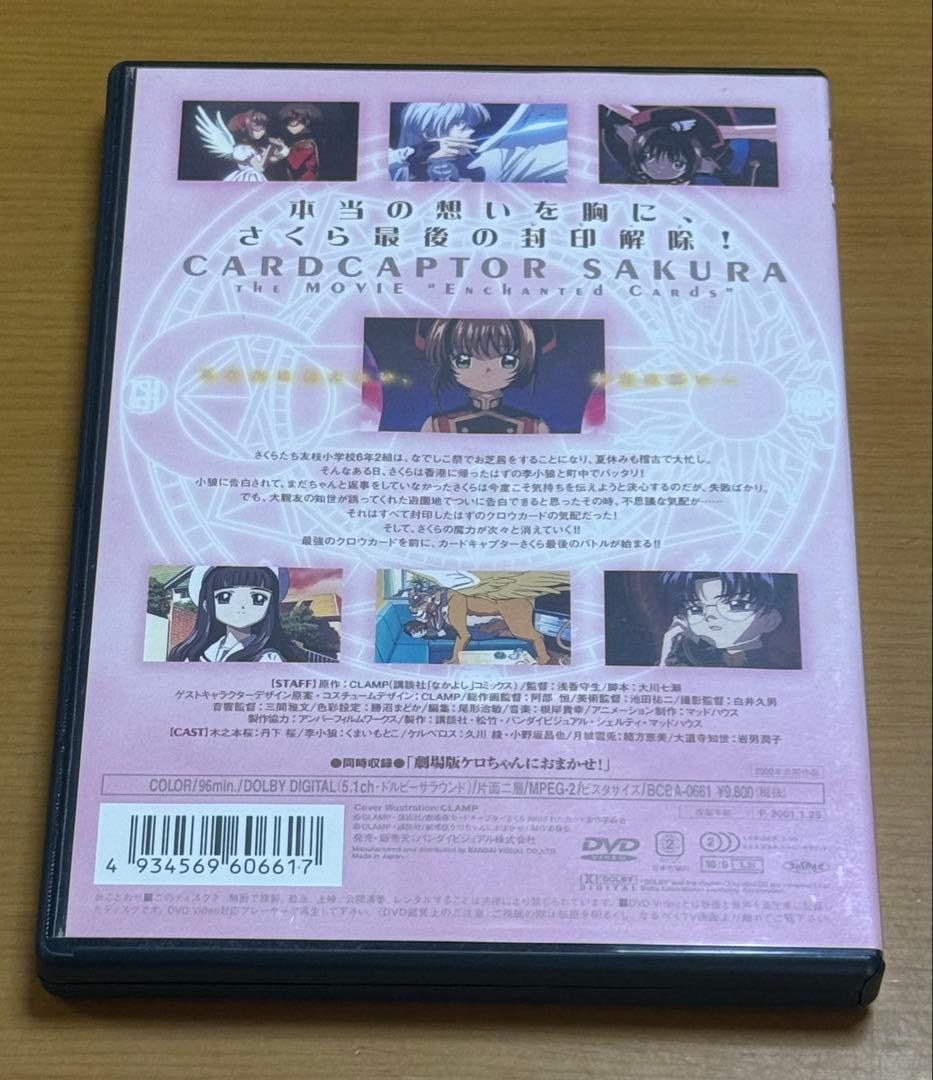 本当の想いを胸に、
さくら最後の封印解除！
CARDCAPTOR SAKURA
THE MOVIE "ENCHANTED CARDS"
さくらたち友枝小学校6年2組は、なでしこ祭でお芝居をすることになり、夏休みも稽古で大忙し。
そんなある日、さくらは香港に帰ったはずの李小狼と町中でバッタリ！
小狼に告白されて、まだちゃんと返事をしていなかったさくらは今度こそ気持ちを伝えようと決心するのだが、失敗ばかり。
でも、大親友の知世が誘ってくれた遊園地でついに告白できると思ったその時、不思議な気配が……
それはすべて封印したはずのクロウカードの気配だった！
そして、さくらの魔力が次々と消えていく!!
最強のクロウカードを前に、カードキャプターさくら最後のバトルが始まる!!
【STAFF】原作：CLAMP(講談社「なかよし」コミックス)/監督：浅香守生/脚本：大川七瀬
ゲストキャラクターデザイン原案・コスチュームデザイン：CLAMP/総作画監督：阿部 恒/美術監督：池田祐二/撮影監督：白井久男
音響監督：三間雅文/色彩設定：勝沼まどか/編集：尾形治敏/音楽：根岸貴幸/アニメーション制作：マッドハウス
製作協力：アンバーフィルムワークス/製作：講談社・松竹・バンダイビジュアル・シェルティ・マッドハウス
【CAST】木之本桜：丹下 桜/李小狼：くまいもとこ/ケルベロス：久川 綾・小野坂昌也/月城雪兎：緒方恵美/大道寺知世：岩男潤子
●同時収録●「劇場版ケロちゃんにおまかせ！」
2000年公開作品
COLOR/96min./DOLBY DIGITAL(5.1ch・ドルビーサラウンド)/片面二層/MPEG-2/ビスタサイズ/BCBA-0661 ¥9,800(税抜)
Cover Illustration:CLAMP
発売・販売元：バンダイビジュアル株式会社
Manufactured and distributed by BANDAI VISUAL CO.,LTD.
Made in Japan.
Ⓟ2001.1.25
DVD
VIDEO
2
16:9 LB
DOLBY
DIGITAL
4 934569 606617